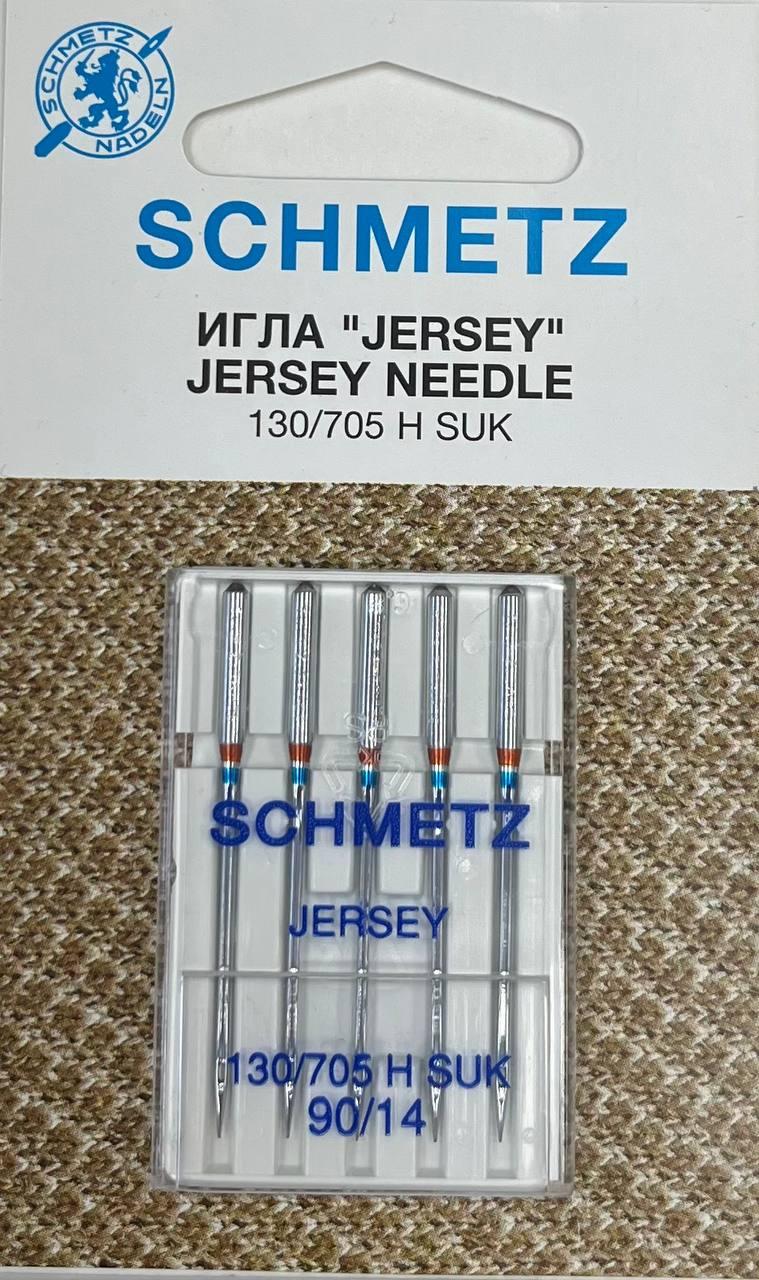 SCHMETZ
NADELN
SCHMETZ
ИГЛА "JERSEY"
JERSEY NEEDLE
130/705 H SUK
SCHMETZ
JERSEY
130/705 H SUK
90/14